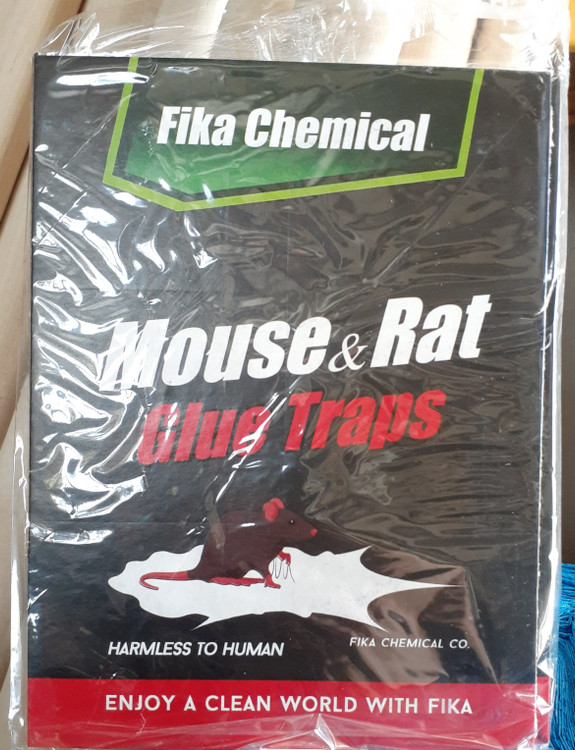 Fika Chemical
Mouse & Rat
Glue Traps
HARMLESS TO HUMAN
FIKA CHEMICAL CO.
ENJOY A CLEAN WORLD WITH FIKA